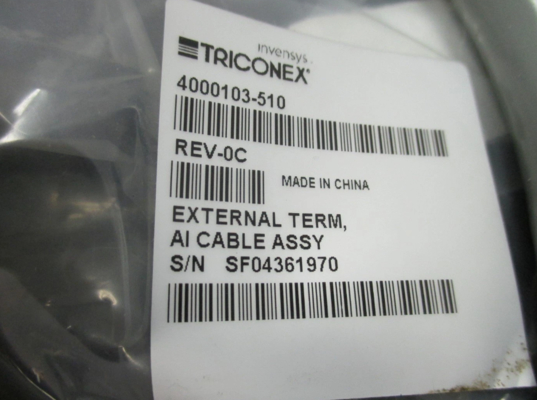 invensys
TRICONEX
4000103-510
REV-0C
MADE IN CHINA
EXTERNAL TERM,
AI CABLE ASSY
S/N SF04361970